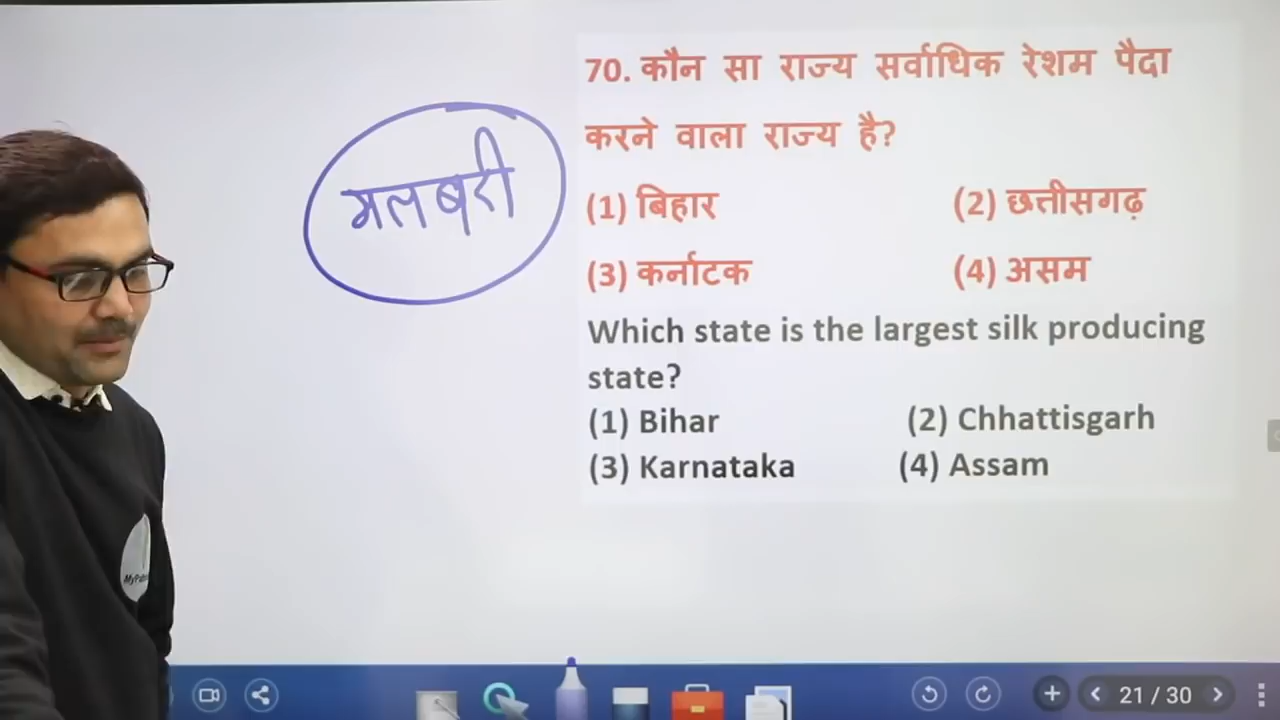 मलबरी
70. कौन सा राज्य सर्वाधिक रेशम पैदा
करने वाला राज्य है?
(1) बिहार (2) छत्तीसगढ़
(3) कर्नाटक (4) असम
Which state is the largest silk producing
state?
(1) Bihar (2) Chhattisgarh
(3) Karnataka (4) Assam
21 / 30